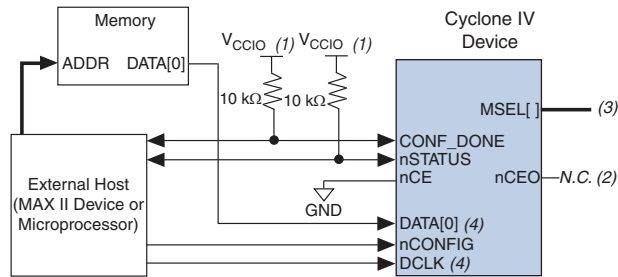 Memory
ADDR DATA[0]
VCCIO (1) VCCIO (1)
10 kΩ 10 kΩ
Cyclone IV
Device
MSEL[ ] (3)
CONF_DONE
nSTATUS
nCE nCEO N.C. (2)
GND
External Host
(MAX II Device or
Microprocessor)
DATA[0] (4)
nCONFIG
DCLK (4)